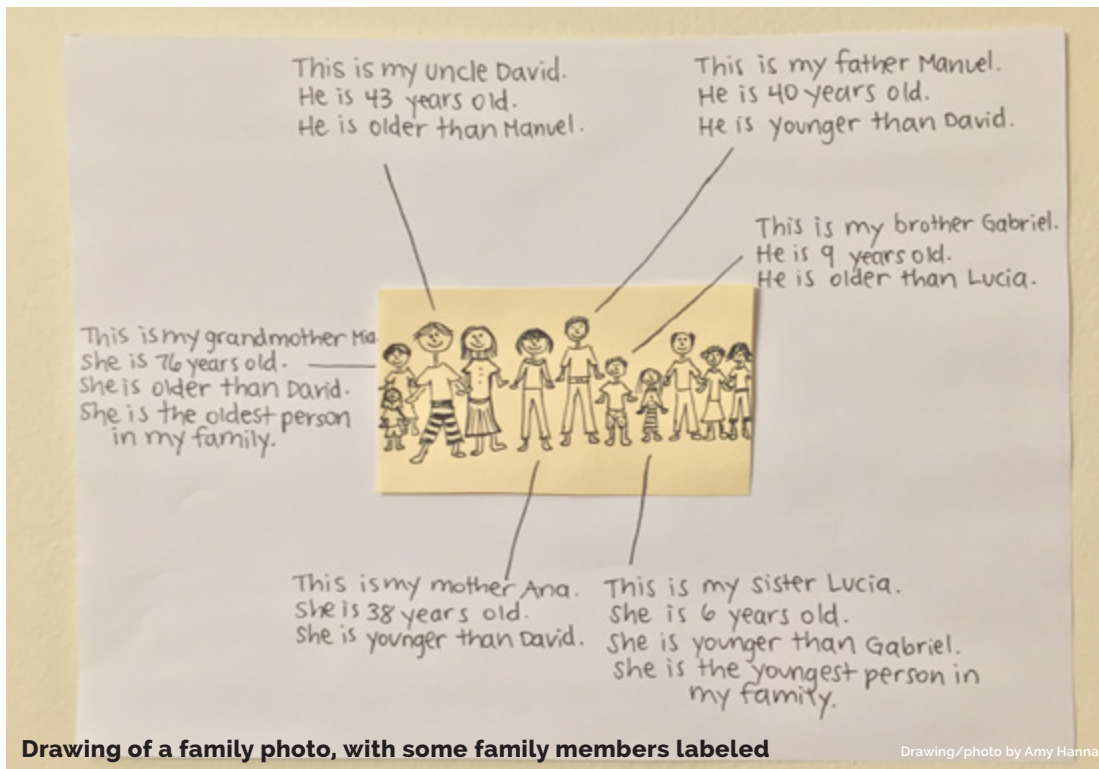 This is my uncle David.
He is 43 years old.
He is older than Manuel.
This is my father Manuel.
He is 40 years old.
He is younger than David.
This is my brother Gabriel.
He is 9 years old.
He is older than Lucia.
This is my grandmother
She is 76 years old.
She is older than David.
She is the oldest person
in my family.
This is my mother Ana.
She is 38 years old.
She is younger than David.
This is my sister Lucia.
She is 6 years old.
She is younger than Gabriel.
She is the youngest person in
my family.
Drawing of a family photo, with some family members labeled
Drawing/photo by Amy Hanna